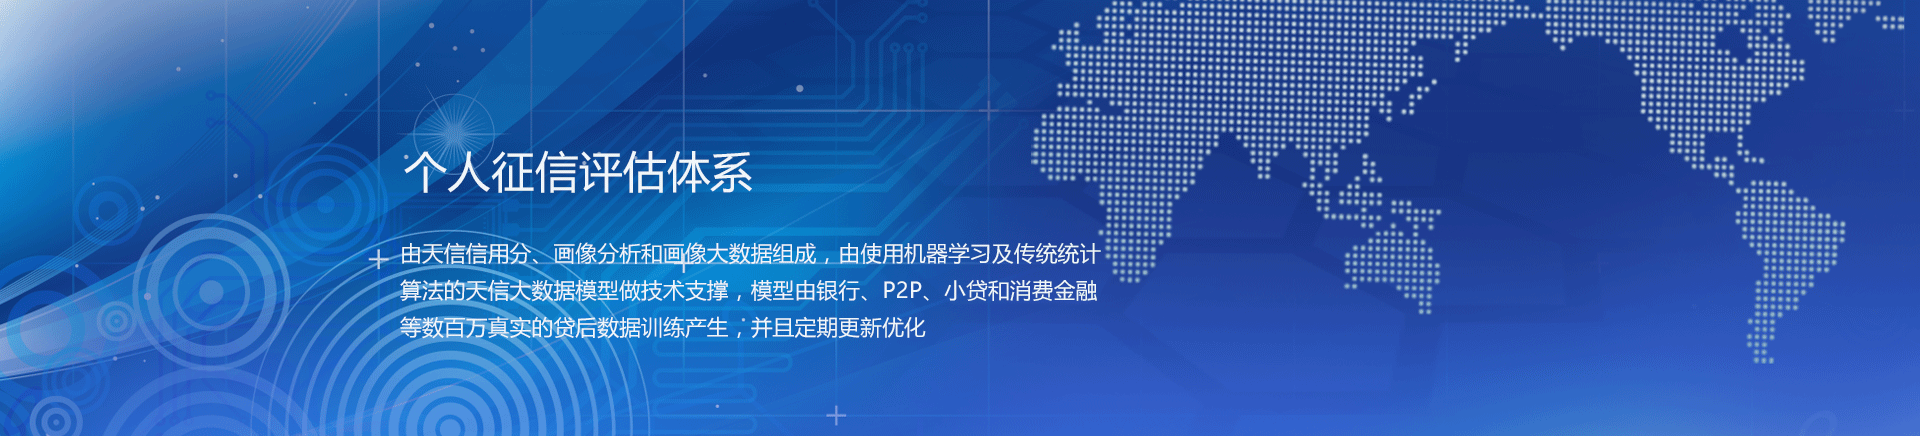 个人征信评估体系
由天信信用分、画像分析和画像大数据组成，由使用机器学习及传统统计
算法的天信大数据模型做技术支撑，模型由银行、P2P、小贷和消费金融
等数百万真实的贷后数据训练产生，并且定期更新优化